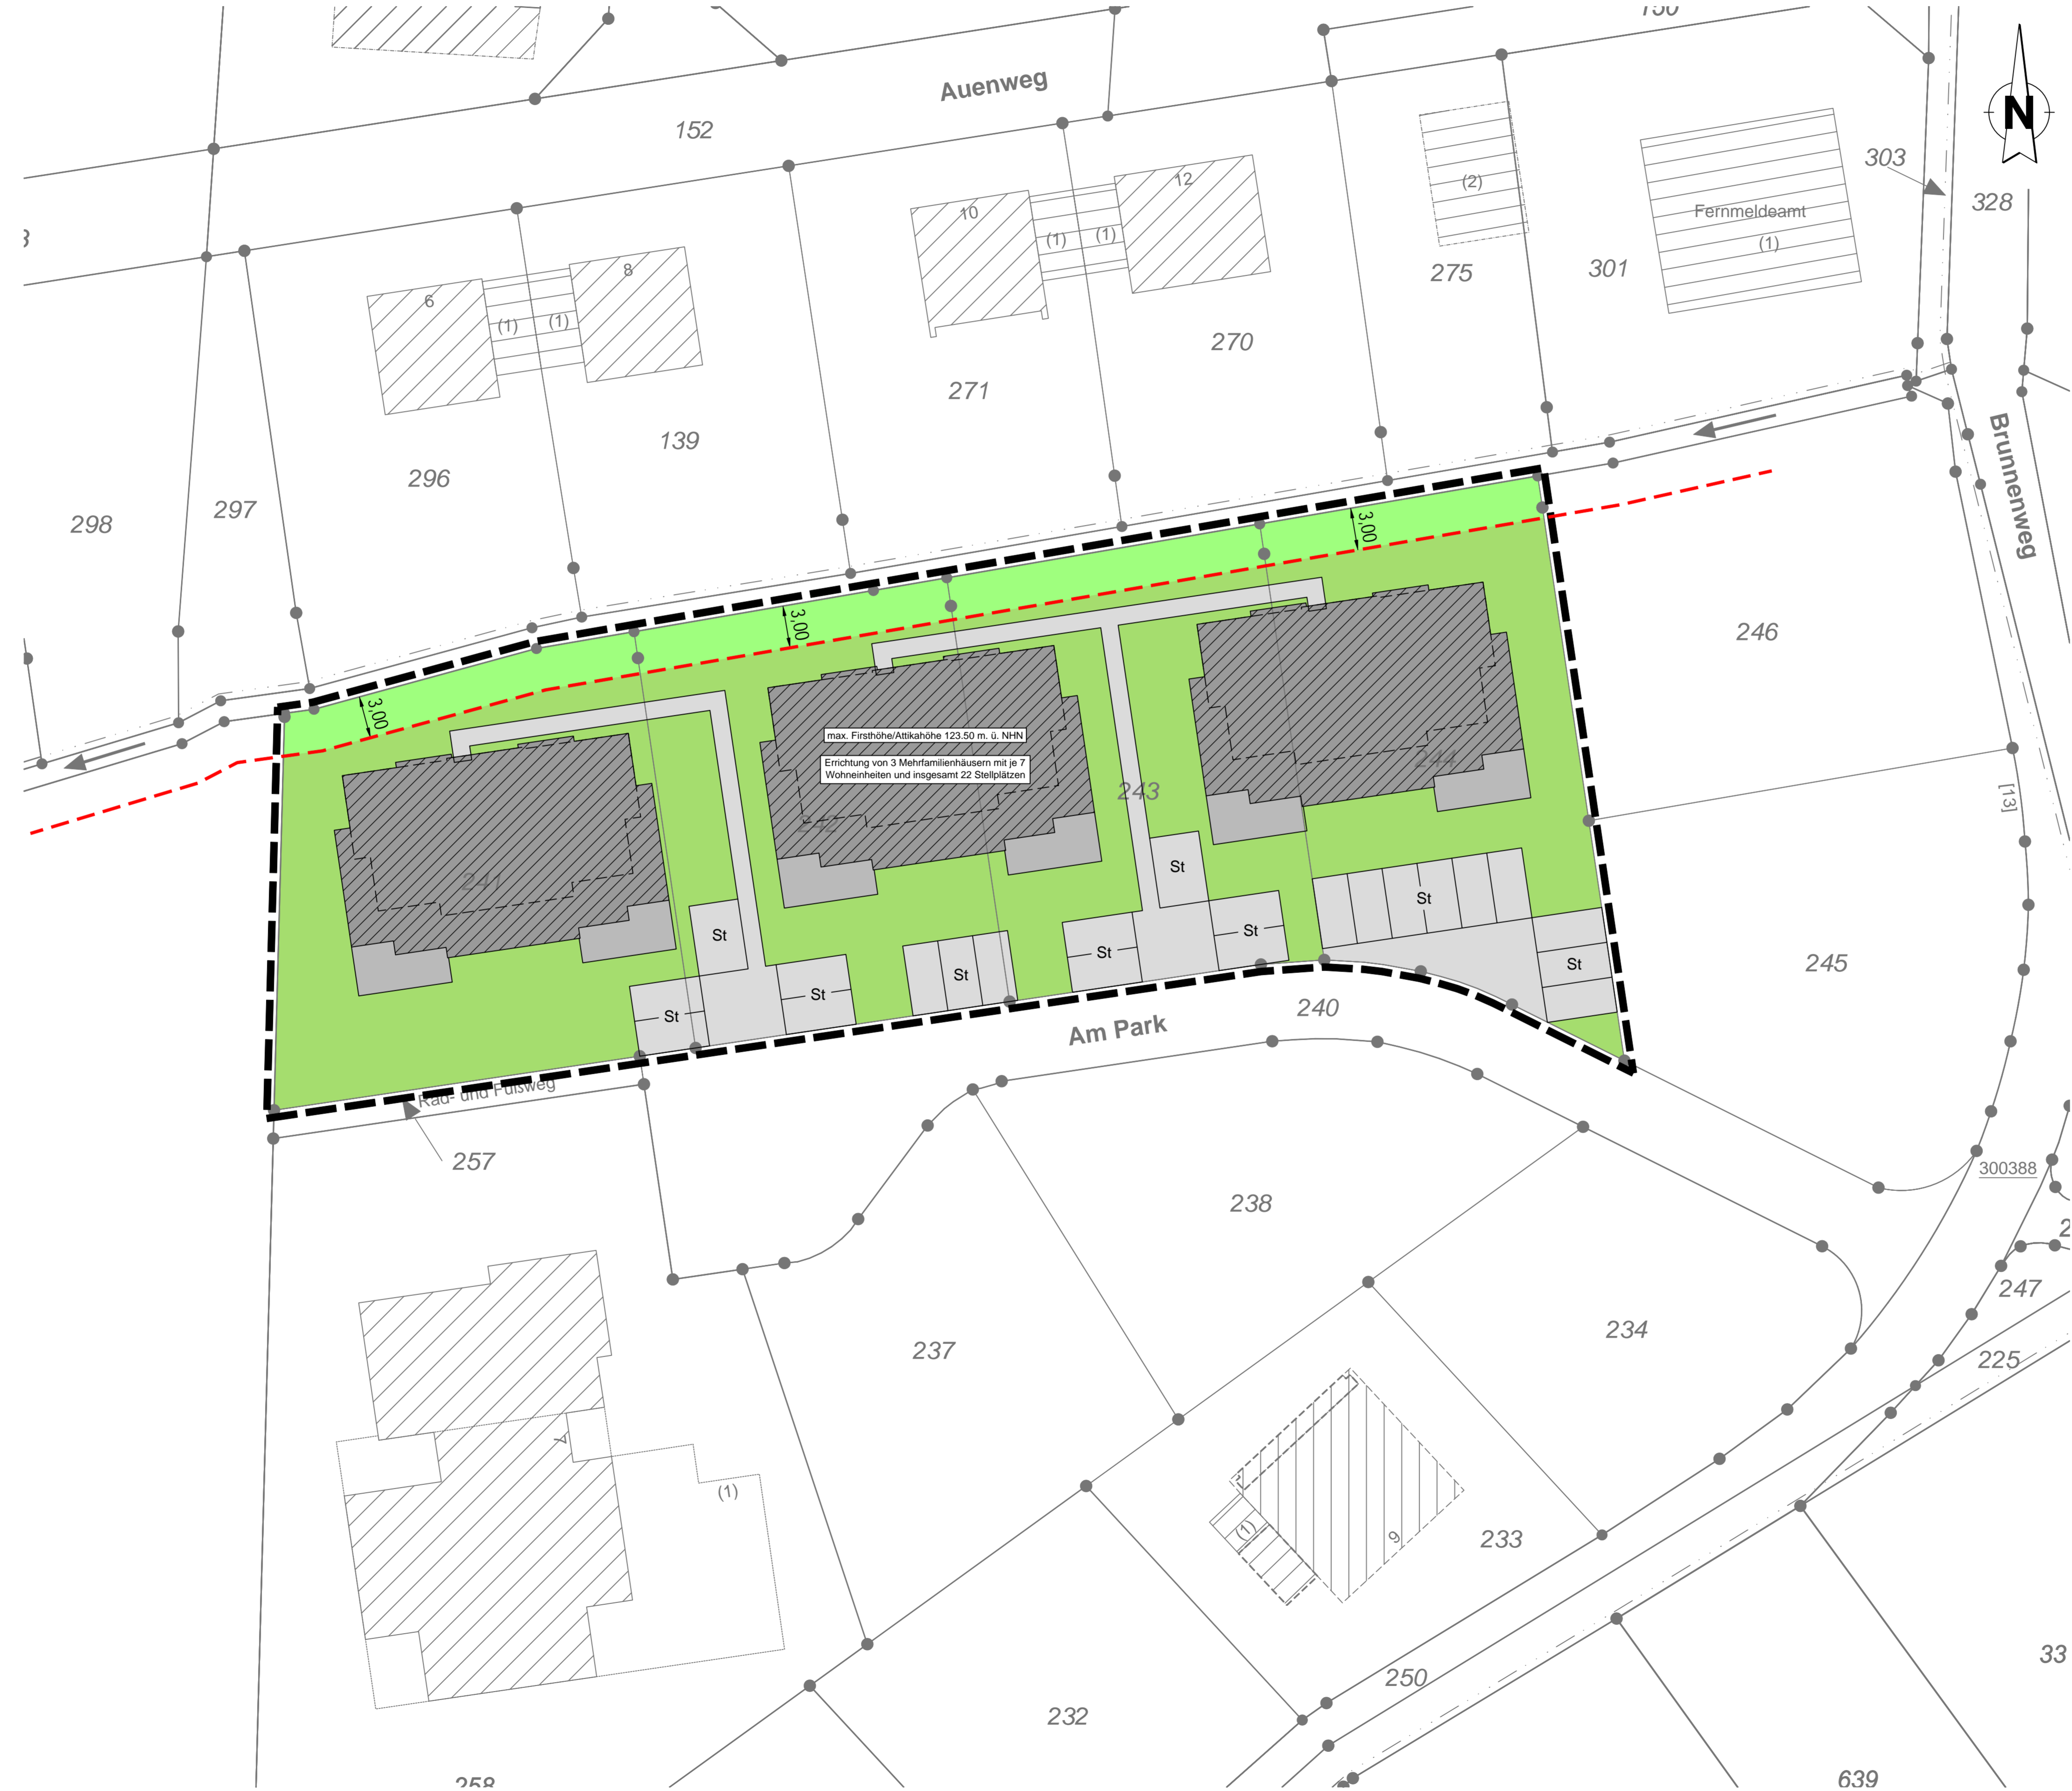 Auenweg
152
N
303
328
10
12
(1)
(1)
(2)
Fernmeldeamt
(1)
275
301
6
8
(1)
(1)
270
271
139
296
297
298
Brunnenweg
3,00
3,00
3,00
246
max. Firsthöhe/Attikahöhe 123.50 m. ü. NHN
Errichtung von 3 Mehrfamilienhäusern mit je 7
Wohneinheiten und insgesamt 22 Stellplätzen
241
242
243
244
[13]
St
St
St
St
St
St
St
St
St
245
240
Am Park
Rad- und Fußweg
257
300388
238
247
237
234
225
7
(1)
(1)
9
233
250
232
258
639
33